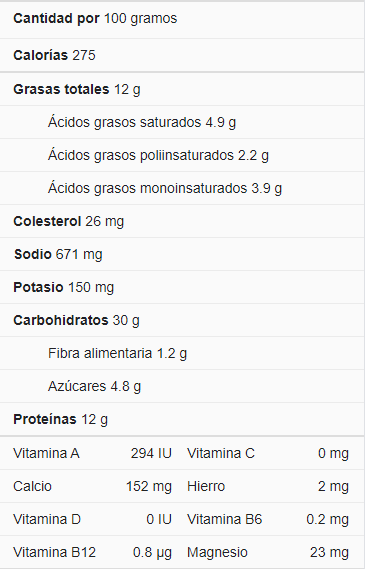 Cantidad por 100 gramos
Calorías 275
Grasas totales 12 g
Ácidos grasos saturados 4.9 g
Ácidos grasos poliinsaturados 2.2 g
Ácidos grasos monoinsaturados 3.9 g
Colesterol 26 mg
Sodio 671 mg
Potasio 150 mg
Carbohidratos 30 g
Fibra alimentaria 1.2 g
Azúcares 4.8 g
Proteínas 12 g
Vitamina A 294 IU Vitamina C 0 mg
Calcio 152 mg Hierro 2 mg
Vitamina D 0 IU Vitamina B6 0.2 mg
Vitamina B12 0.8 µg Magnesio 23 mg